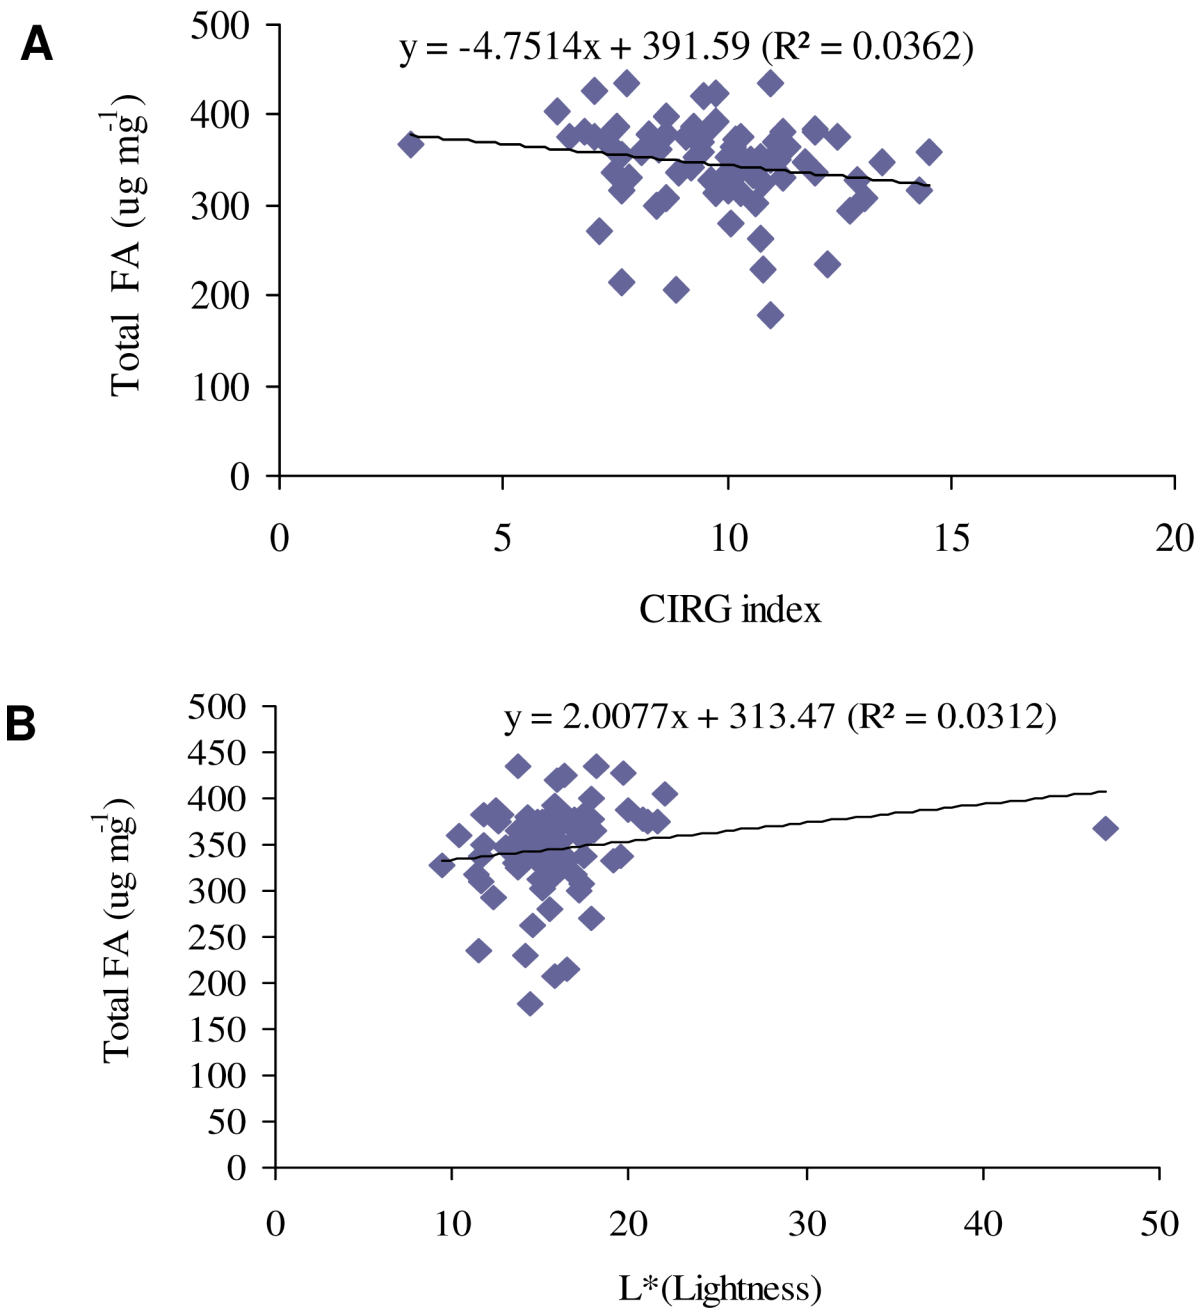 A
y = -4.7514x + 391.59 (R² = 0.0362)
Total FA (ug mg⁻¹)
500
400
300
200
100
0
0 5 10 15 20
CIRG index
B
y = 2.0077x + 313.47 (R² = 0.0312)
Total FA (ug mg⁻¹)
500
450
400
350
300
250
200
150
100
50
0
0 10 20 30 40 50
L*(Lightness)